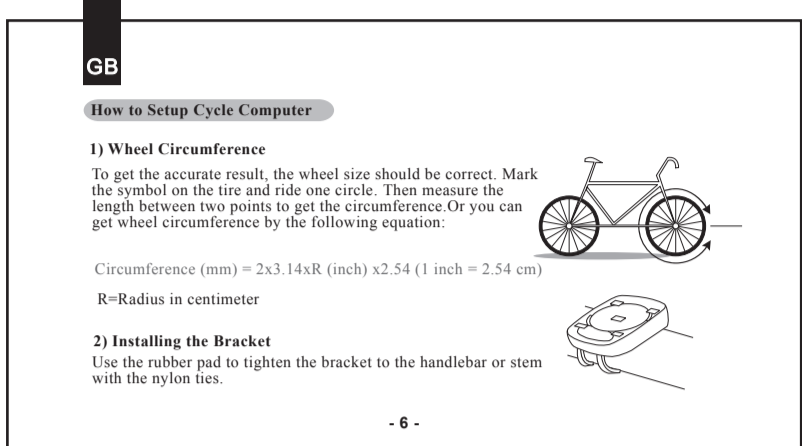 GB
How to Setup Cycle Computer
1) Wheel Circumference
To get the accurate result, the wheel size should be correct. Mark
the symbol on the tire and ride one circle. Then measure the
length between two points to get the circumference.Or you can
get wheel circumference by the following equation:
Circumference (mm) = 2x3.14xR (inch) x2.54 (1 inch = 2.54 cm)
R=Radius in centimeter
2) Installing the Bracket
Use the rubber pad to tighten the bracket to the handlebar or stem
with the nylon ties.
- 6 -